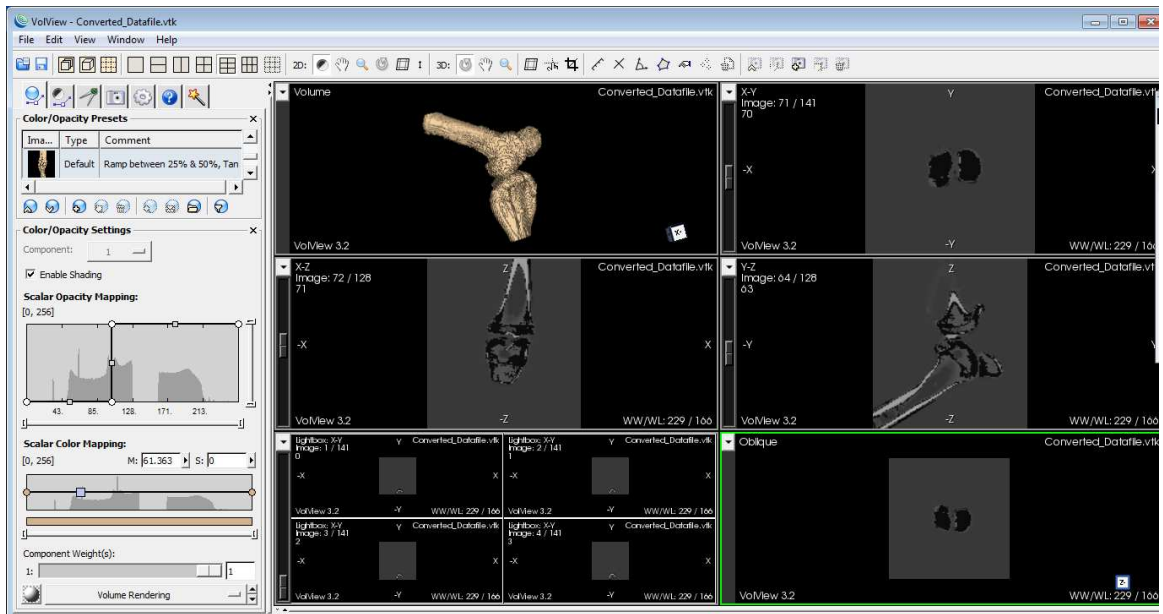 VolView - Converted_Datafile.vtk
File Edit View Window Help
2D:
3D:
Color/Opacity Presets
Ima... Type Comment
Default Ramp between 25% & 50%, Tan
Color/Opacity Settings
Component: 1
Enable Shading
Scalar Opacity Mapping:
[0, 256]
43. 85. 128. 171. 213.
Scalar Color Mapping:
[0, 256] M: 61.363 S: 0
Component Weight(s):
1: 1
Volume Rendering
Volume Converted_Datafile.vtk
X-
VolView 3.2
X-Y Y Converted_Datafile.vtk
Image: 71 / 141
70
-X X
VolView 3.2 -Y WW/WL: 229 / 166
X-Z Z Converted_Datafile.vtk
Image: 72 / 128
71
-X X
VolView 3.2 -Z WW/WL: 229 / 166
Y-Z Z Converted_Datafile.vt
Image: 64 / 128
63
-Y Y
VolView 3.2 -Z WW/WL: 229 / 166
Lightbox: X-Y Y Converted_Datafile.vtk
Image: 1 / 141
0
-X X
VolView 3.2 -Y WW/WL: 229 / 166
Lightbox: X-Y Y Converted_Datafile.vtk
Image: 2 / 141
1
-X X
VolView 3.2 -Y WW/WL: 229 / 166
Lightbox: X-Y Y Converted_Datafile.vtk
Image: 3 / 141
2
-X X
VolView 3.2 -Y WW/WL: 229 / 166
Lightbox: X-Y Y Converted_Datafile.vtk
Image: 4 / 141
3
-X X
VolView 3.2 -Y WW/WL: 229 / 166
Oblique Converted_Datafile.vtk
Z-
VolView 3.2 WW/WL: 229 / 166